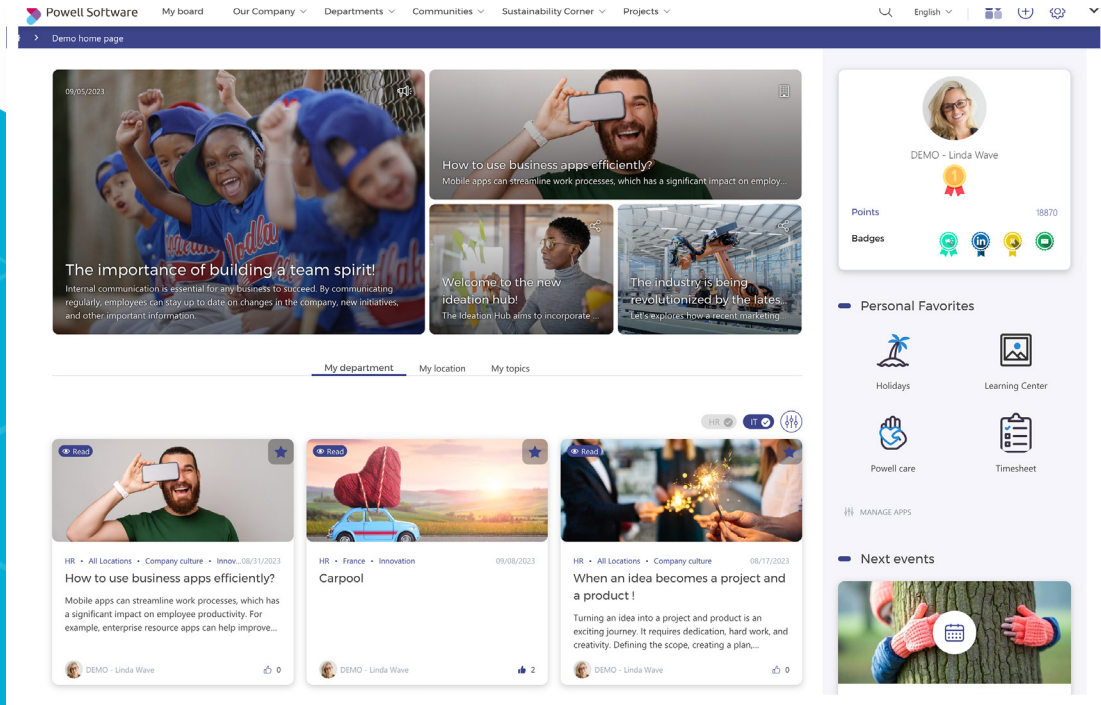 Powell Software My board Our Company Departments Communities Sustainability Corner Projects English
Demo home page
09/05/2023
The importance of building a team spirit!
Internal communication is essential for any business to succeed. By communicating
regularly, employees can stay up to date on changes in the company, new initiatives,
and other important information.
How to use business apps efficiently?
Mobile apps can streamline work processes, which has a significant impact on employ...
Welcome to the new
ideation hub!
The Ideation Hub aims to incorporate ...
The industry is being
revolutionized by the lates...
Let's explores how a recent marketing...
DEMO - Linda Wave
1
Points 18870
Badges
in
Personal Favorites
Holidays Learning Center
Powell care Timesheet
MANAGE APPS
Next events
My department My location My topics
HR IT
Read
HR • All Locations • Company culture • Innov...08/31/2023
How to use business apps efficiently?
Mobile apps can streamline work processes, which has
a significant impact on employee productivity. For
example, enterprise resource apps can help improve...
DEMO - Linda Wave 0
Read
HR • France • Innovation 09/08/2023
Carpool
DEMO - Linda Wave 2
Read
HR • All Locations • Company culture 08/17/2023
When an idea becomes a project and
a product !
Turning an idea into a project and product is an
exciting journey. It requires dedication, hard work, and
creativity. Defining the scope, creating a plan,...
DEMO - Linda Wave 0